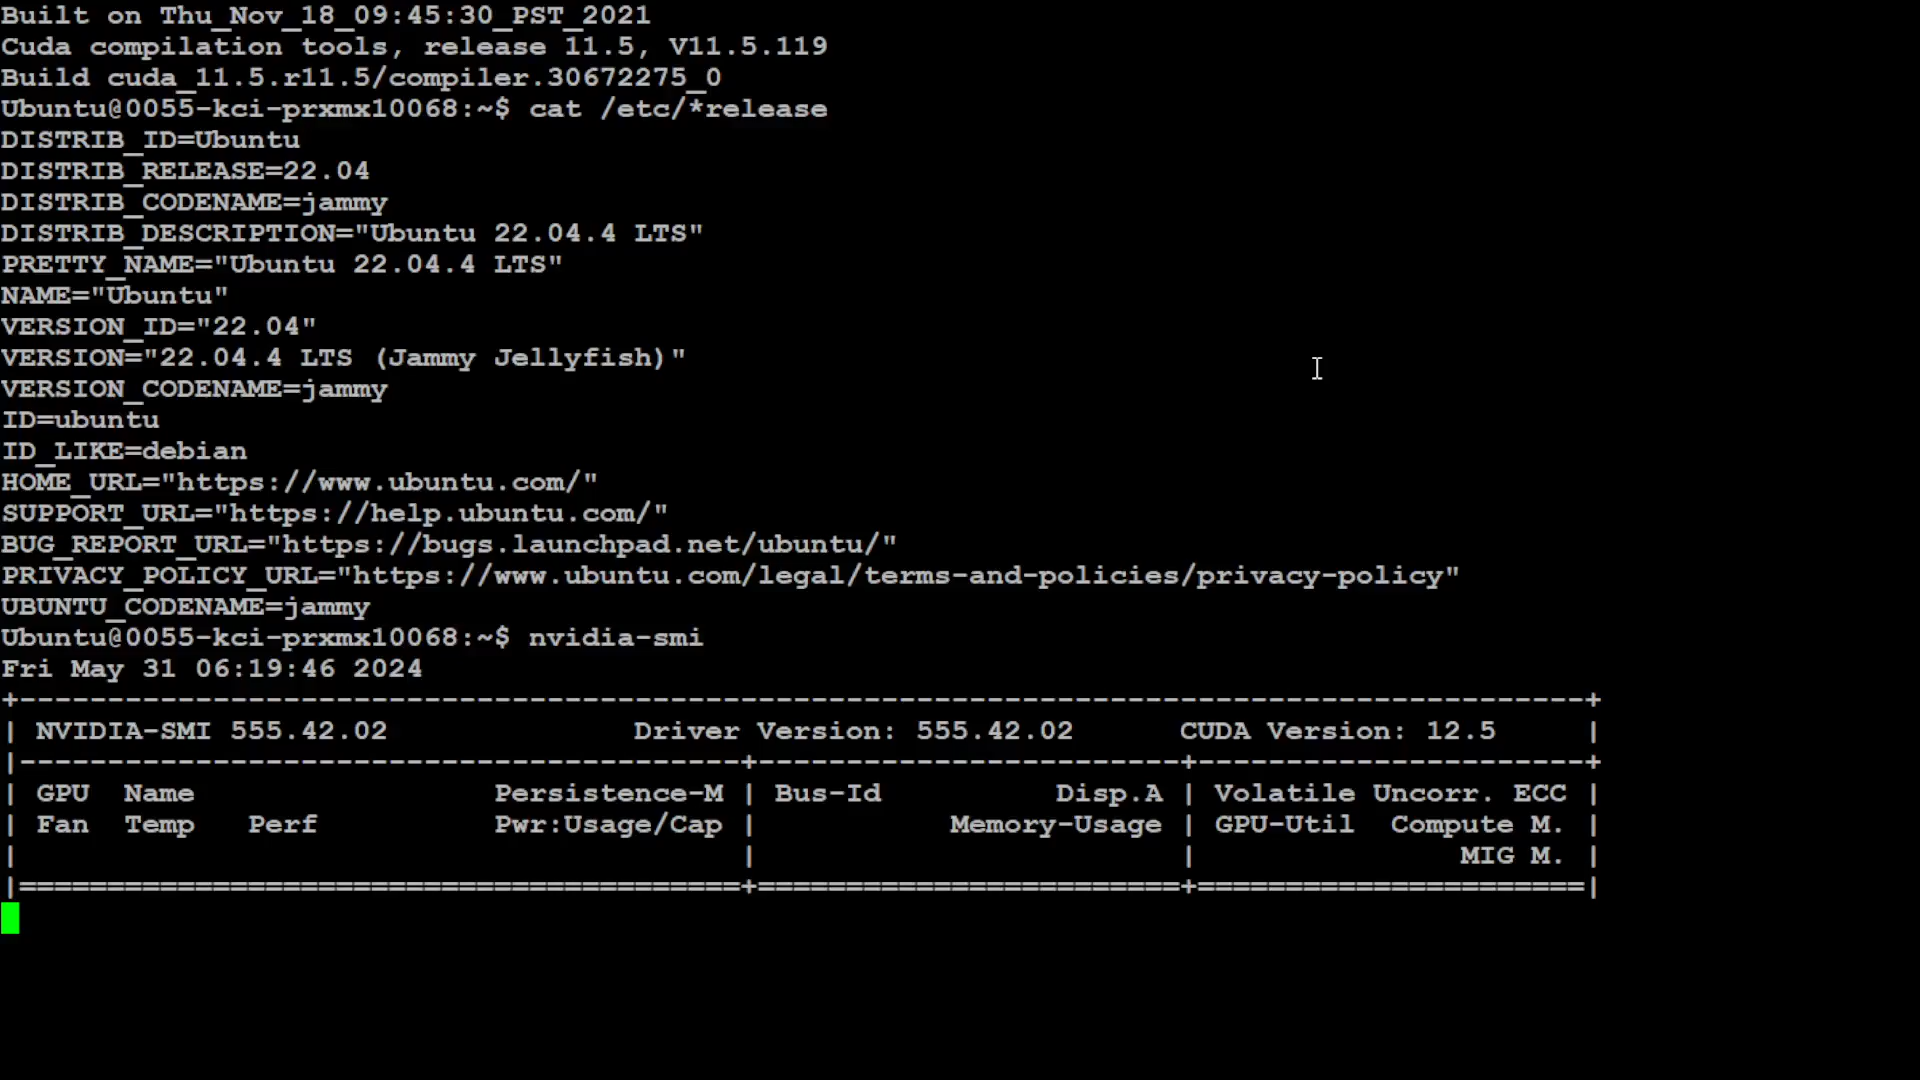 Built on Thu_Nov_18_09:45:30_PST_2021
Cuda compilation tools, release 11.5, V11.5.119
Build cuda_11.5.r11.5/compiler.30672275_0
Ubuntu@0055-kci-prxmx10068:~$ cat /etc/*release
DISTRIB_ID=Ubuntu
DISTRIB_RELEASE=22.04
DISTRIB_CODENAME=jammy
DISTRIB_DESCRIPTION="Ubuntu 22.04.4 LTS"
PRETTY_NAME="Ubuntu 22.04.4 LTS"
NAME="Ubuntu"
VERSION_ID="22.04"
VERSION="22.04.4 LTS (Jammy Jellyfish)"
VERSION_CODENAME=jammy
ID=ubuntu
ID_LIKE=debian
HOME_URL="https://www.ubuntu.com/"
SUPPORT_URL="https://help.ubuntu.com/"
BUG_REPORT_URL="https://bugs.launchpad.net/ubuntu/"
PRIVACY_POLICY_URL="https://www.ubuntu.com/legal/terms-and-policies/privacy-policy"
UBUNTU_CODENAME=jammy
Ubuntu@0055-kci-prxmx10068:~$ nvidia-smi
Fri May 31 06:19:46 2024
+-----------------------------------------------------------------------------------------+
| NVIDIA-SMI 555.42.02              Driver Version: 555.42.02      CUDA Version: 12.5     |
|-----------------------------------------+------------------------+----------------------+
| GPU  Name                 Persistence-M | Bus-Id          Disp.A | Volatile Uncorr. ECC |
| Fan  Temp   Perf          Pwr:Usage/Cap |           Memory-Usage | GPU-Util  Compute M. |
|                                         |                        |               MIG M. |
|=========================================+========================+======================|